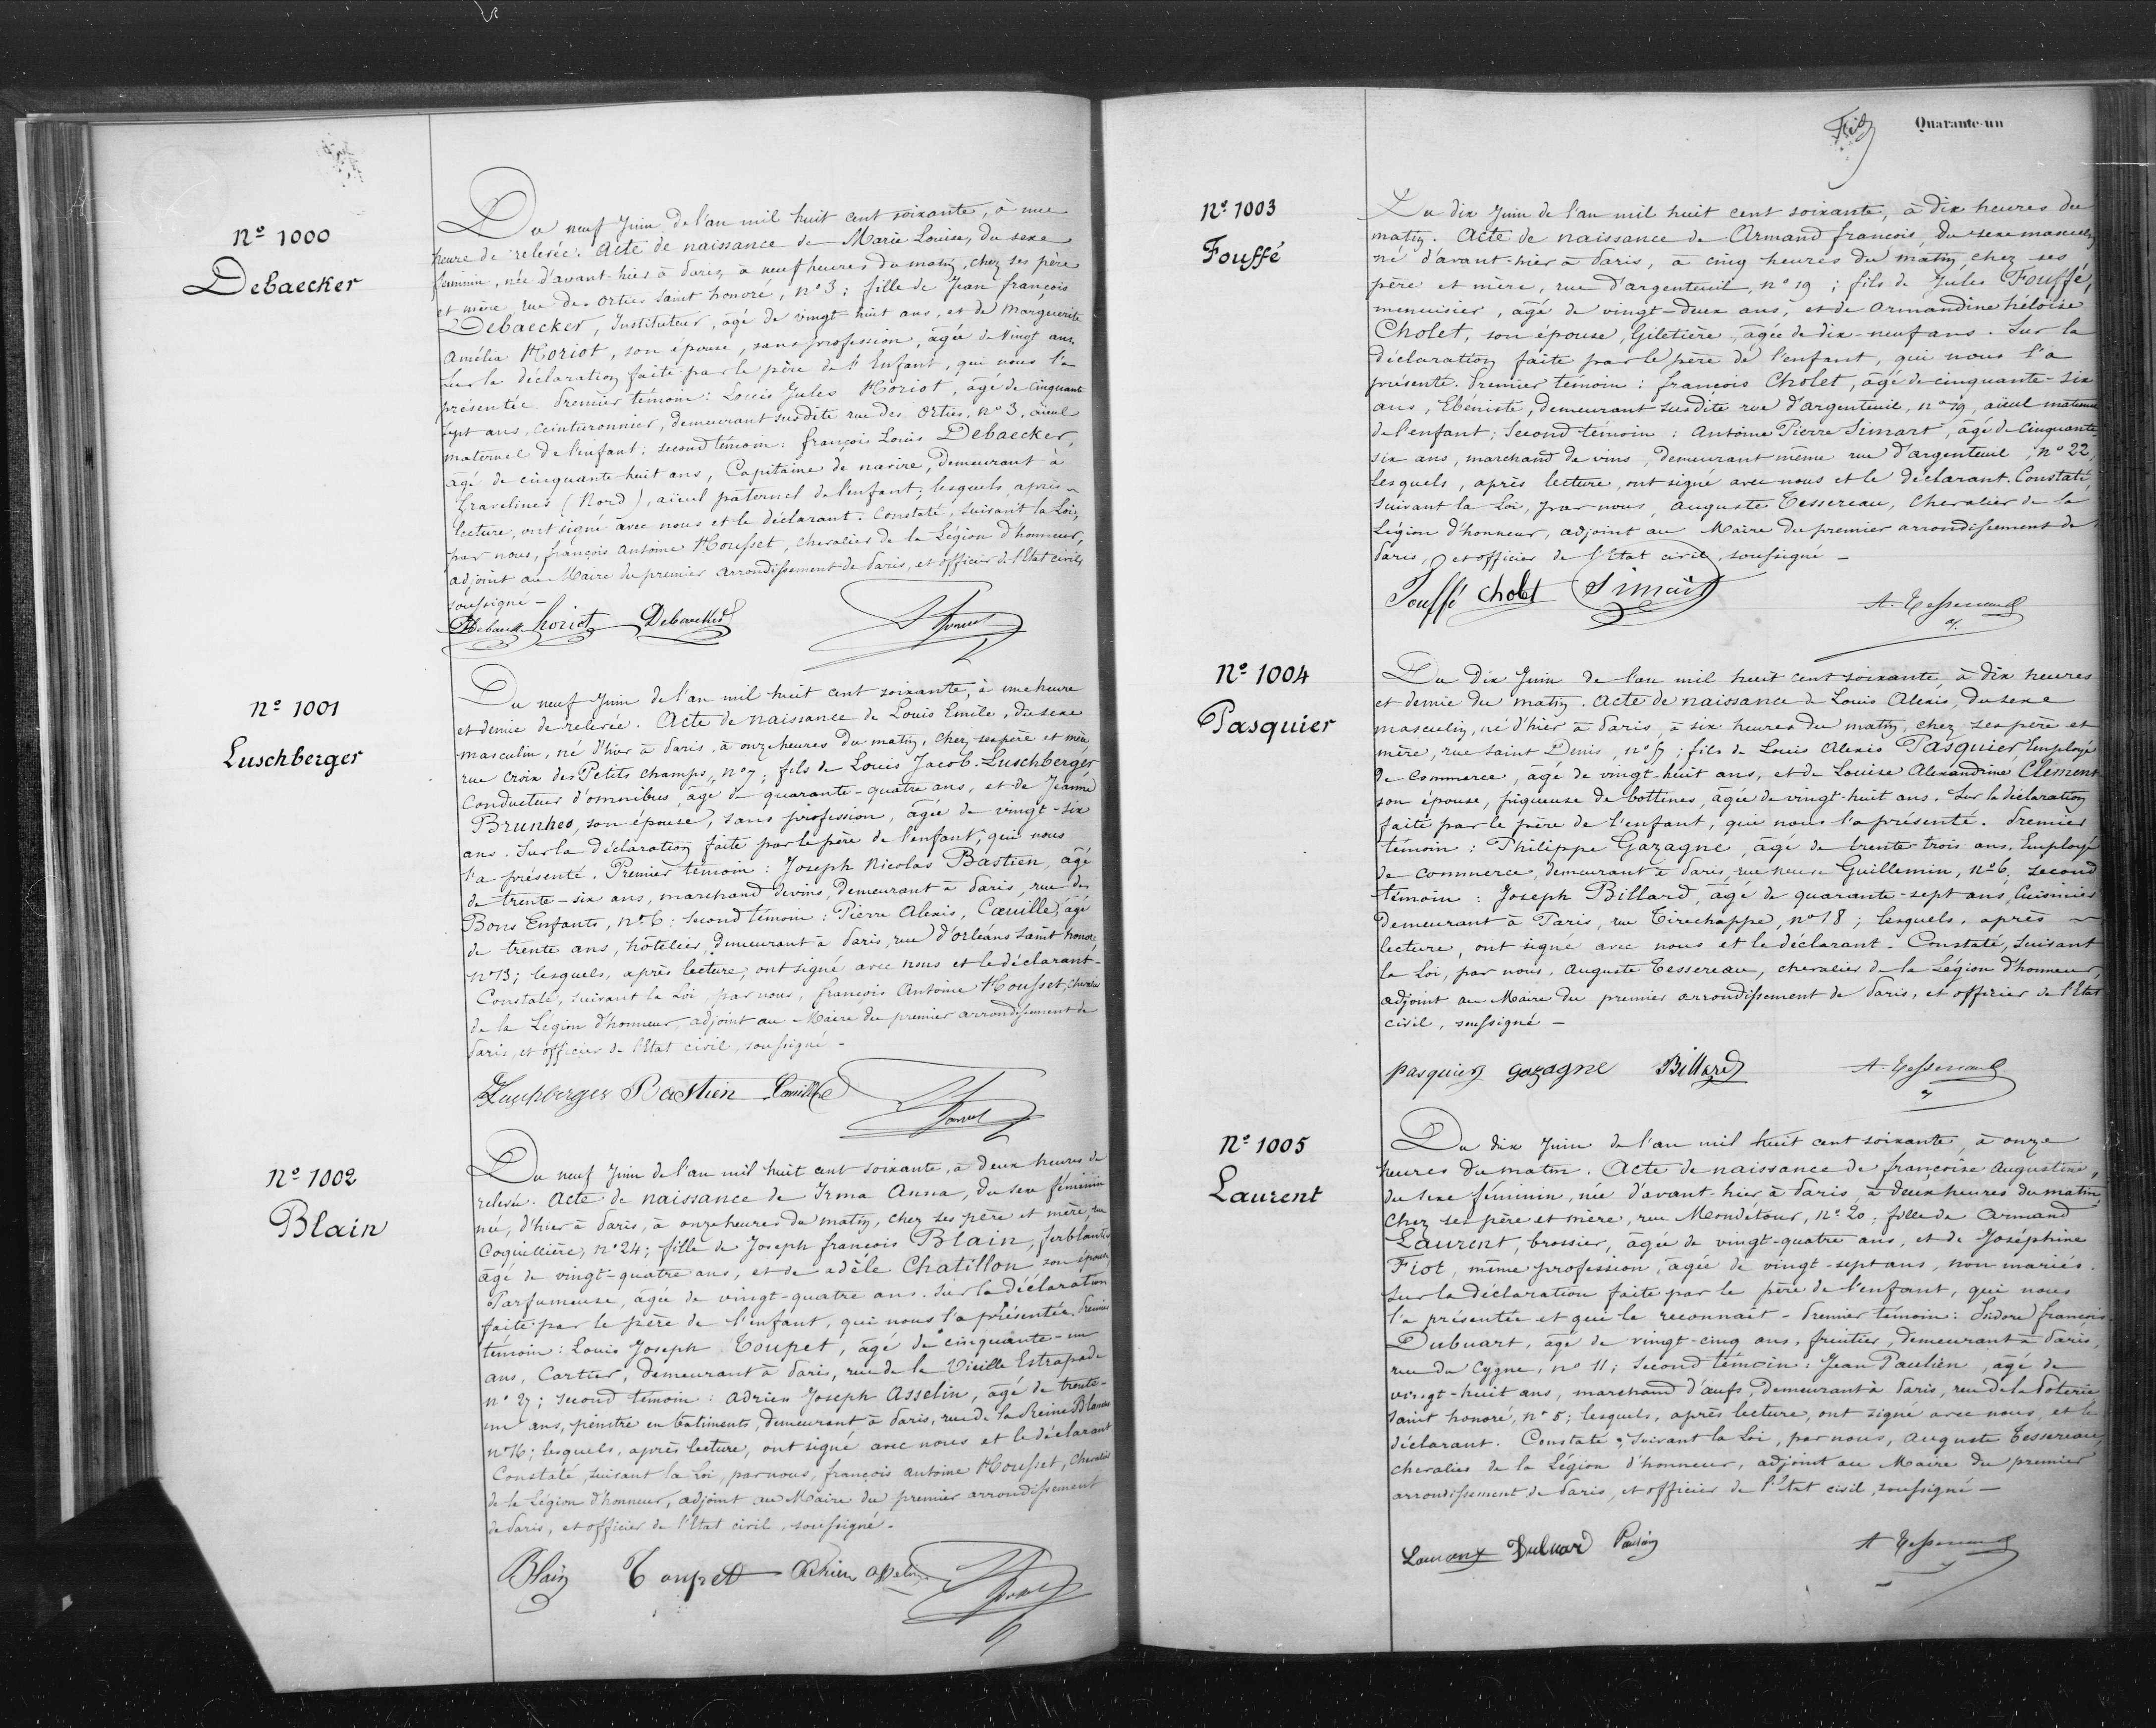 Nº 1000
Debaecker
Du neuf Juin de l'an mil huit cent soixante, à une
heure de relevée. Acte de naissance de Marie Louise, du sexe
féminin, née d'avant-hier à Paris, à neuf heures du matin, chez ses père
et mère rue des Orties Saint honoré, nº 3; fille de Jean françois
Debaecker, Instituteur, âgé de vingt huit ans, et de Marguerite
Amélia Horiot, son épouse, sans profession, âgée de vingt ans.
Sur la déclaration faite par le père de l'Enfant, qui nous l'a
présentée Premier témoin: Louis Jules Horiot, âgé de cinquante
sept ans, ceinturonnier, demeurant susdite rue des Orties, nº 3, aïeul
maternel de l'enfant; second témoin: françois Louis Debaecker,
âgé de cinquante huit ans, Capitaine de navire, demeurant à
Gravelines (Nord), aïeul paternel de l'enfant; lesquels, après
lecture, ont signé avec nous et le déclarant. Constaté, suivant la Loi,
par nous, françois antoine Housset, chevalier de la Légion d'honneur,
adjoint au Maire du premier arrondissement de Paris, et officier de l'Etat civil
soussigné -
horiot Debaecker
Nº 1001
Luschberger
Du neuf Juin de l'an mil huit cent soixante, à une heure
et demie de relevée. Acte de naissance de Louis Emile, du sexe
masculin, né d'hier à Paris, à onze heures du matin, chez ses père et mère
rue Croix des Petits champs, nº 7; fils de Louis Jacob Luschberger
Conducteur d'omnibus, âgé de quarante-quatre ans, et de Jeanne
Brunhes, son épouse, sans profession, âgée de vingt-six
ans. Sur la déclaration faite par le père de l'enfant, qui nous
l'a présenté. Premier témoin: Joseph Nicolas Bastien, âgé
de trente-six ans, marchand de vins, demeurant à Paris, rue des
Bons Enfants, nº 6; second témoin: Pierre Alexis, Cauille, âgé
de trente ans, hôtelier, demeurant à Paris, rue d'orléans Saint honoré,
nº 13; lesquels, après lecture, ont signé avec nous et le déclarant-
Constaté, suivant la Loi, par nous, françois Antoine Housset, chevalier
de la Légion d'honneur, adjoint au Maire du premier arrondissement de
Paris, et officier de l'Etat civil, soussigné -
Luschberger Bastien
Nº 1002
Blain
Du neuf Juin de l'an mil huit cent soixante, à deux heures de
relevée. Acte de naissance de Irma Anna, du sexe féminin
née, d'hier à Paris, à onze heures du matin, chez ses père et mère, rue
Coquillière, nº 24; fille de Joseph françois Blain, ferblantier,
âgé de vingt-quatre ans, et de adèle Chatillon son épouse,
Parfumeuse, âgée de vingt-quatre ans. Sur la déclaration
faite par le père de l'enfant, qui nous l'a présentée. Premier
témoin: Louis Joseph Toupet, âgé de cinquante-un
ans, Cartier, demeurant à Paris, rue de la Vieille Estrapade
second témoin: adrien Joseph Asselin, âgé de trente-
un ans, peintre en batiments, demeurant à Paris, rue de la Reine Blanche
nº 16; lesquels, après lecture, ont signé avec nous et le déclarant
Constaté, suivant la Loi, par nous, françois antoine Housset, chevalier
de la Légion d'honneur, adjoint au Maire du premier arrondissement
de Paris, et officier de l'Etat civil, soussigné.
Blain Toupet
Quarante-un
Nº 1003
Fouffé
Du dix Juin de l'an mil huit cent soixante, à dix heures du
matin. Acte de naissance de Armand françois, du sexe masculin
né d'avant-hier à Paris, à cinq heures du matin, chez ses
père et mère, rue d'argenteuil, nº 19; fils de Jules Fouffé,
menuisier, âgé de vingt-deux ans, et de armandine héloïse
Cholet, son épouse, Giletière, âgée de dix-neuf ans. Sur la
déclaration faite par le père de l'enfant, qui nous l'a
présenté. Premier témoin: françois Cholet, âgé de cinquante-six
ans, Ebéniste, demeurant susdite rue d'argenteuil, nº 19, aïeul maternel
de l'enfant; Second témoin: Antoine Pierre Simart, âgé de Cinquante-
six ans, marchand de vins, demeurant même rue d'argenteuil, nº 22,
lesquels, après lecture, ont signé avec nous et le déclarant. Constaté,
suivant la Loi, par nous, Auguste Tessereau, Chevalier de la
Légion d'honneur, adjoint au Maire du premier arrondissement de
Paris, et officier de l'Etat civil, soussigné -
Fouffé cholet Simart A. Tessereau
Nº 1004
Pasquier
Du dix Juin de l'an mil huit cent soixante, à dix heures
et demie du matin. Acte de naissance de Louis Alexis, du sexe
masculin, né d'hier à Paris, à six heures du matin, chez ses père et
mère, rue saint Denis, fils de Louis Alexis Pasquier, Employé
de commerce, âgé de vingt-huit ans, et de Louise Alexandrine Clement
son épouse, piqueuse de bottines, âgée de vingt-huit ans. Sur la déclaration
faite par le père de l'enfant, qui nous l'a présenté. Premier
témoin: Philippe Gazagne, âgé de trente-trois ans, Employé
de commerce, demeurant à Paris, rue neuve Guillemin, nº 6; second
témoin: Joseph Billard, âgé de quarante-sept ans, Cuisinier
demeurant à Paris, rue Tirechappe, nº 18; lesquels, après
lecture, ont signé avec nous et le déclarant - Constaté, suivant
la Loi, par nous, Auguste Tessereau, chevalier de la Légion d'honneur,
adjoint au Maire du premier arrondissement de Paris, et officier de l'Etat
civil, soussigné -
pasquier gazagne Billard A. Tessereau
Nº 1005
Laurent
Du dix Juin de l'an mil huit cent soixante, à onze
heures du matin. Acte de naissance de françoise Augustine,
du sexe féminin, née d'avant-hier à Paris, à deux heures du matin
chez ses père et mère, rue Mondétour, nº 20; fille de Armand
Laurent, brossier, âgée de vingt-quatre ans, et de Joséphine
Fiot, même profession, âgée de vingt-sept ans, non mariés.
Sur la déclaration faite par le père de l'enfant, qui nous
l'a présentée et qui le reconnait - Premier témoin: Isidore françois
Dubuart, âgé de vingt-cinq ans, fruitier, demeurant à Paris,
rue du Cygne, nº 11; second témoin: Jean Paulien, âgé de
vingt-huit ans, marchand d'œufs, demeurant à Paris, rue de la Poterie
saint honoré, nº 5; lesquels, après lecture, ont signé avec nous, et le
déclarant. Constaté, suivant la Loi, par nous, Auguste Tessereau,
chevalier de la Légion d'honneur, adjoint au Maire du premier
arrondissement de Paris, et officier de l'état civil, soussigné -
Laurent Dubuard A Tessereau